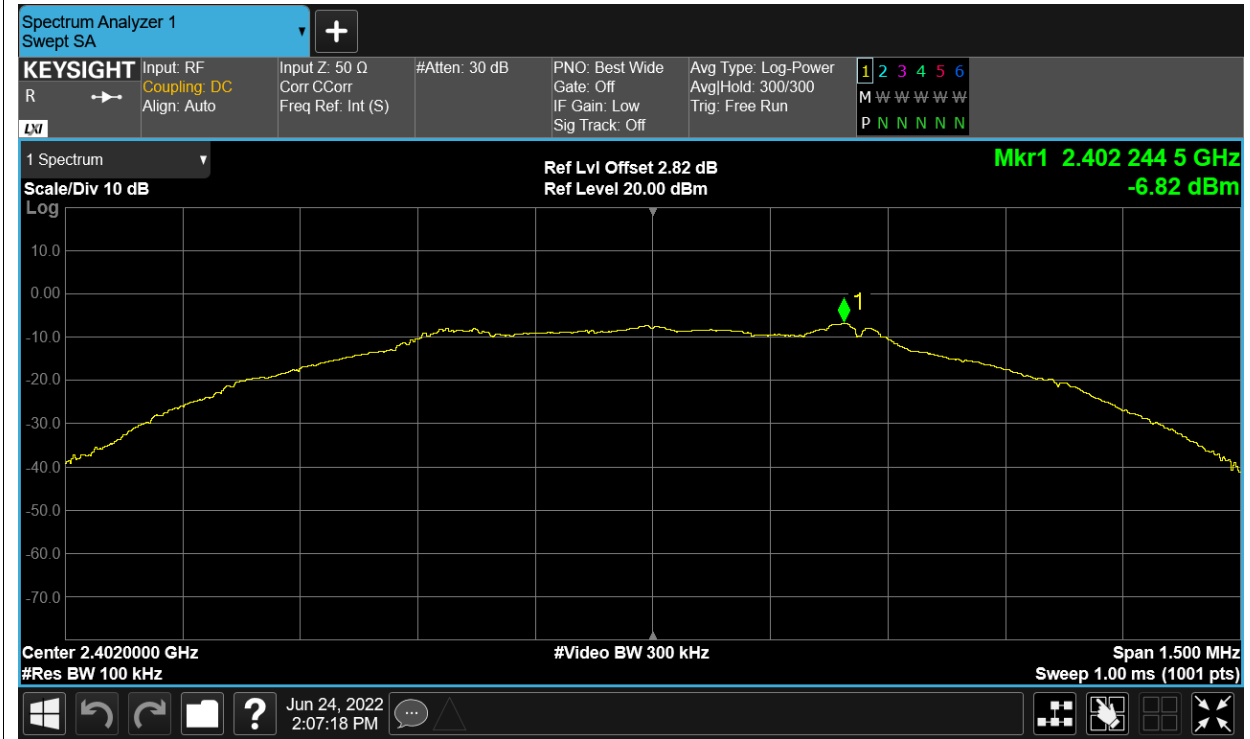 Spectrum Analyzer 1
Swept SA
+
KEYSIGHT
R
LXI
Input: RF
Coupling: DC
Align: Auto
Input Z: 50 Ω
Corr CCorr
Freq Ref: Int (S)
#Atten: 30 dB
PNO: Best Wide
Gate: Off
IF Gain: Low
Sig Track: Off
Avg Type: Log-Power
Avg|Hold: 300/300
Trig: Free Run
1 2 3 4 5 6
M W W W W W W
P N N N N N N
1 Spectrum
Scale/Div 10 dB
Log
Ref Lvl Offset 2.82 dB
Ref Level 20.00 dBm
Mkr1 2.402 244 5 GHz
-6.82 dBm
10.0
0.00
-10.0
-20.0
-30.0
-40.0
-50.0
-60.0
-70.0
1
Center 2.4020000 GHz
#Res BW 100 kHz
#Video BW 300 kHz
Span 1.500 MHz
Sweep 1.00 ms (1001 pts)
?
Jun 24, 2022
2:07:18 PM